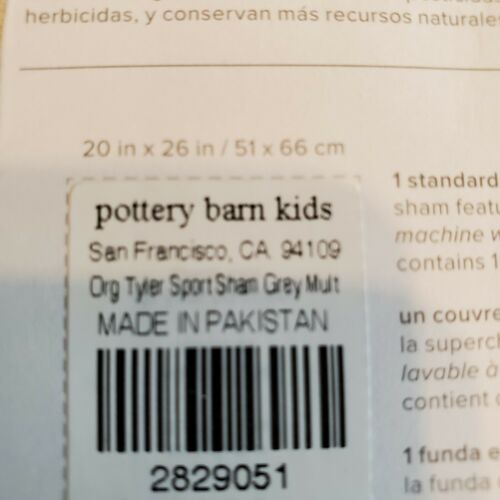 herbicidas, y conservan más recursos naturales
20 in x 26 in / 51 x 66 cm
pottery barn kids
San Francisco, CA 94109
Org Tyler Sport Sham Grey Mult
MADE IN PAKISTAN
2829051
1 standard
sham featu
machine w
contains 1
un couvre
la superch
lavable à
contient
1 funda e
la funda